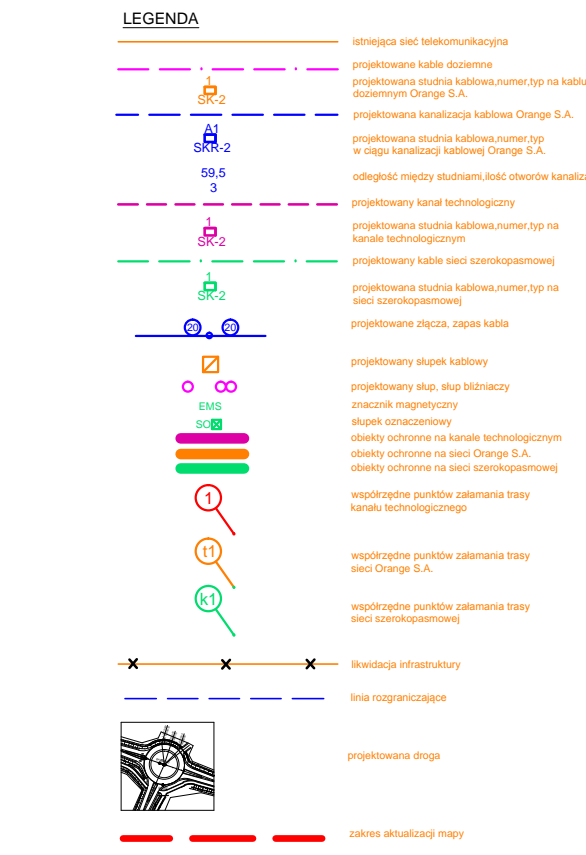 LEGENDA
istniejąca sieć telekomunikacyjna
projektowane kable doziemne
1
SK-2
projektowana studnia kablowa,numer,typ na kablu
doziemnym Orange S.A.
projektowana kanalizacja kablowa Orange S.A.
A1
SKR-2
projektowana studnia kablowa,numer,typ
w ciągu kanalizacji kablowej Orange S.A.
59,5
3
odległość między studniami,ilość otworów kanaliza
projektowany kanał technologiczny
1
SK-2
projektowana studnia kablowa,numer,typ na
kanale technologicznym
projektowany kable sieci szerokopasmowej
1
SK-2
projektowana studnia kablowa,numer,typ na
sieci szerokopasmowej
20 20
projektowane złącza, zapas kabla
projektowany słupek kablowy
projektowany słup, słup bliźniaczy
EMS
znacznik magnetyczny
SO
słupek oznaczeniowy
obiekty ochronne na kanale technologicznym
obiekty ochronne na sieci Orange S.A.
obiekty ochronne na sieci szerokopasmowej
1
współrzędne punktów załamania trasy
kanału technologicznego
t1
współrzędne punktów załamania trasy
sieci Orange S.A.
k1
współrzędne punktów załamania trasy
sieci szerokopasmowej
likwidacja infrastruktury
linia rozgraniczające
projektowana droga
zakres aktualizacji mapy